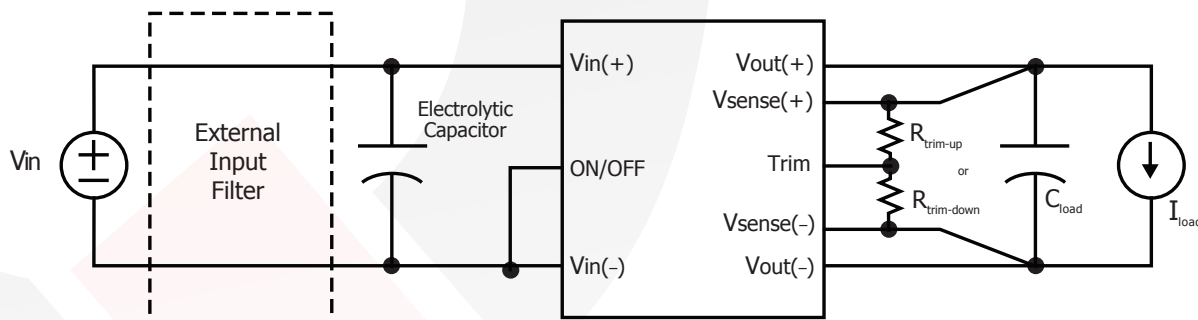 Vin
External
Input
Filter
Electrolytic
Capacitor
Vin(+)
ON/OFF
Vin(–)
Vout(+)
Vsense(+)
Trim
Vsense(–)
Vout(–)
Rtrim-up
or
Rtrim-down
Cload
Iload